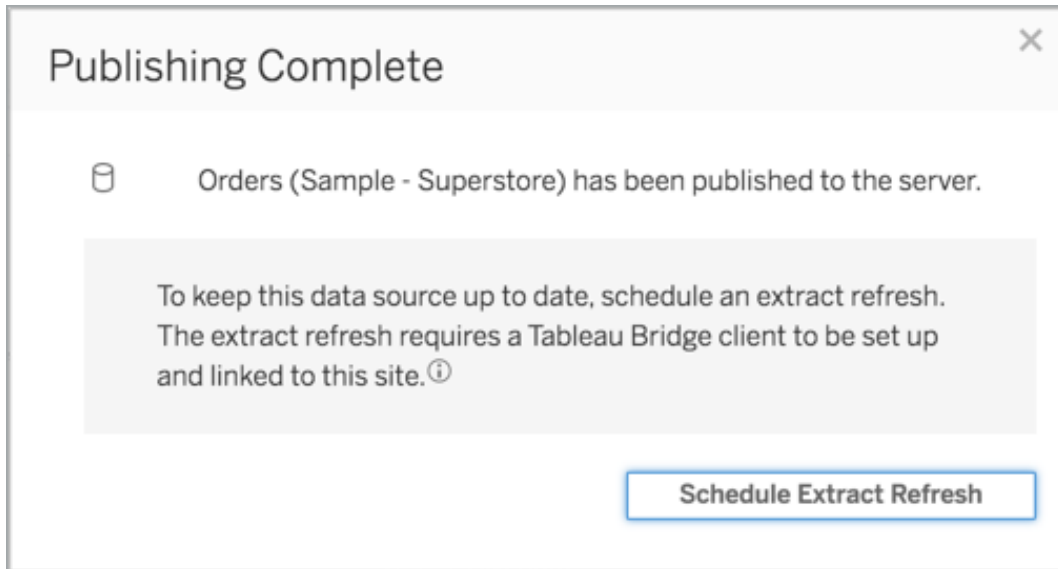 Publishing Complete
Orders (Sample - Superstore) has been published to the server.
To keep this data source up to date, schedule an extract refresh.
The extract refresh requires a Tableau Bridge client to be set up
and linked to this site.
Schedule Extract Refresh